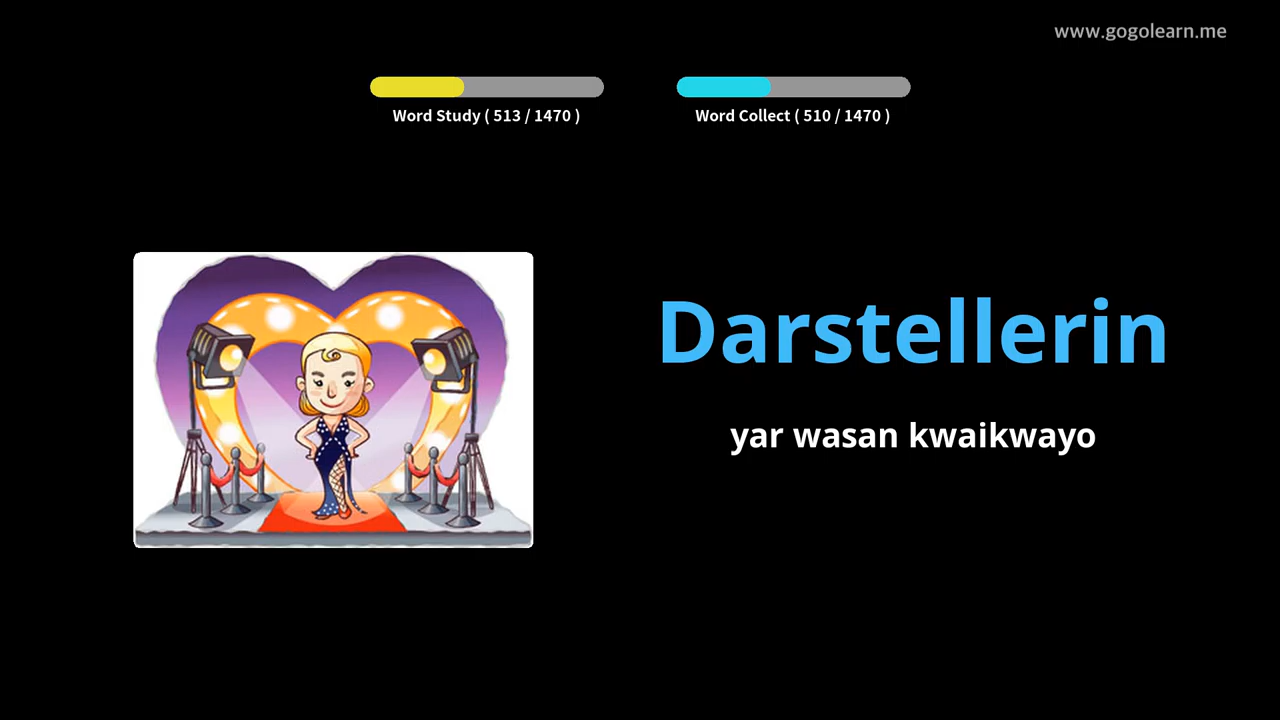 www.gogolearn.me
Word Study ( 513 / 1470 )
Word Collect ( 510 / 1470 )
Darstellerin
yar wasan kwaikwayo